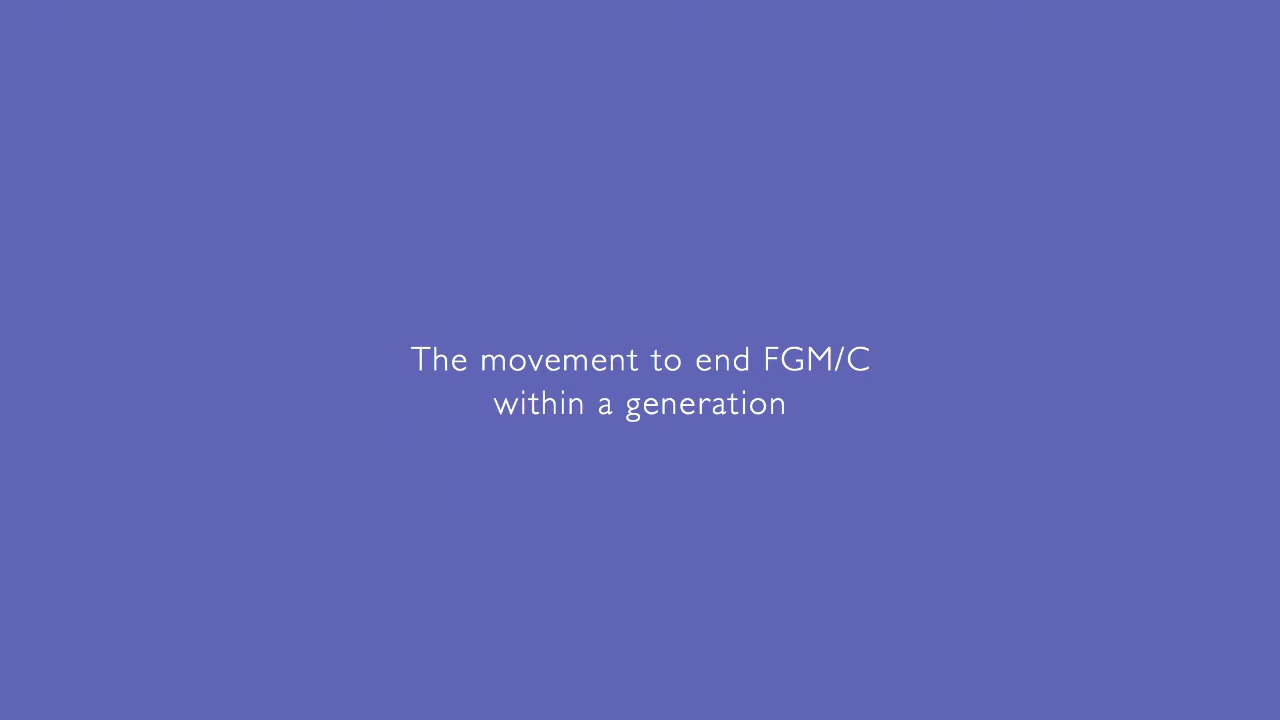 The movement to end FGM/C
within a generation